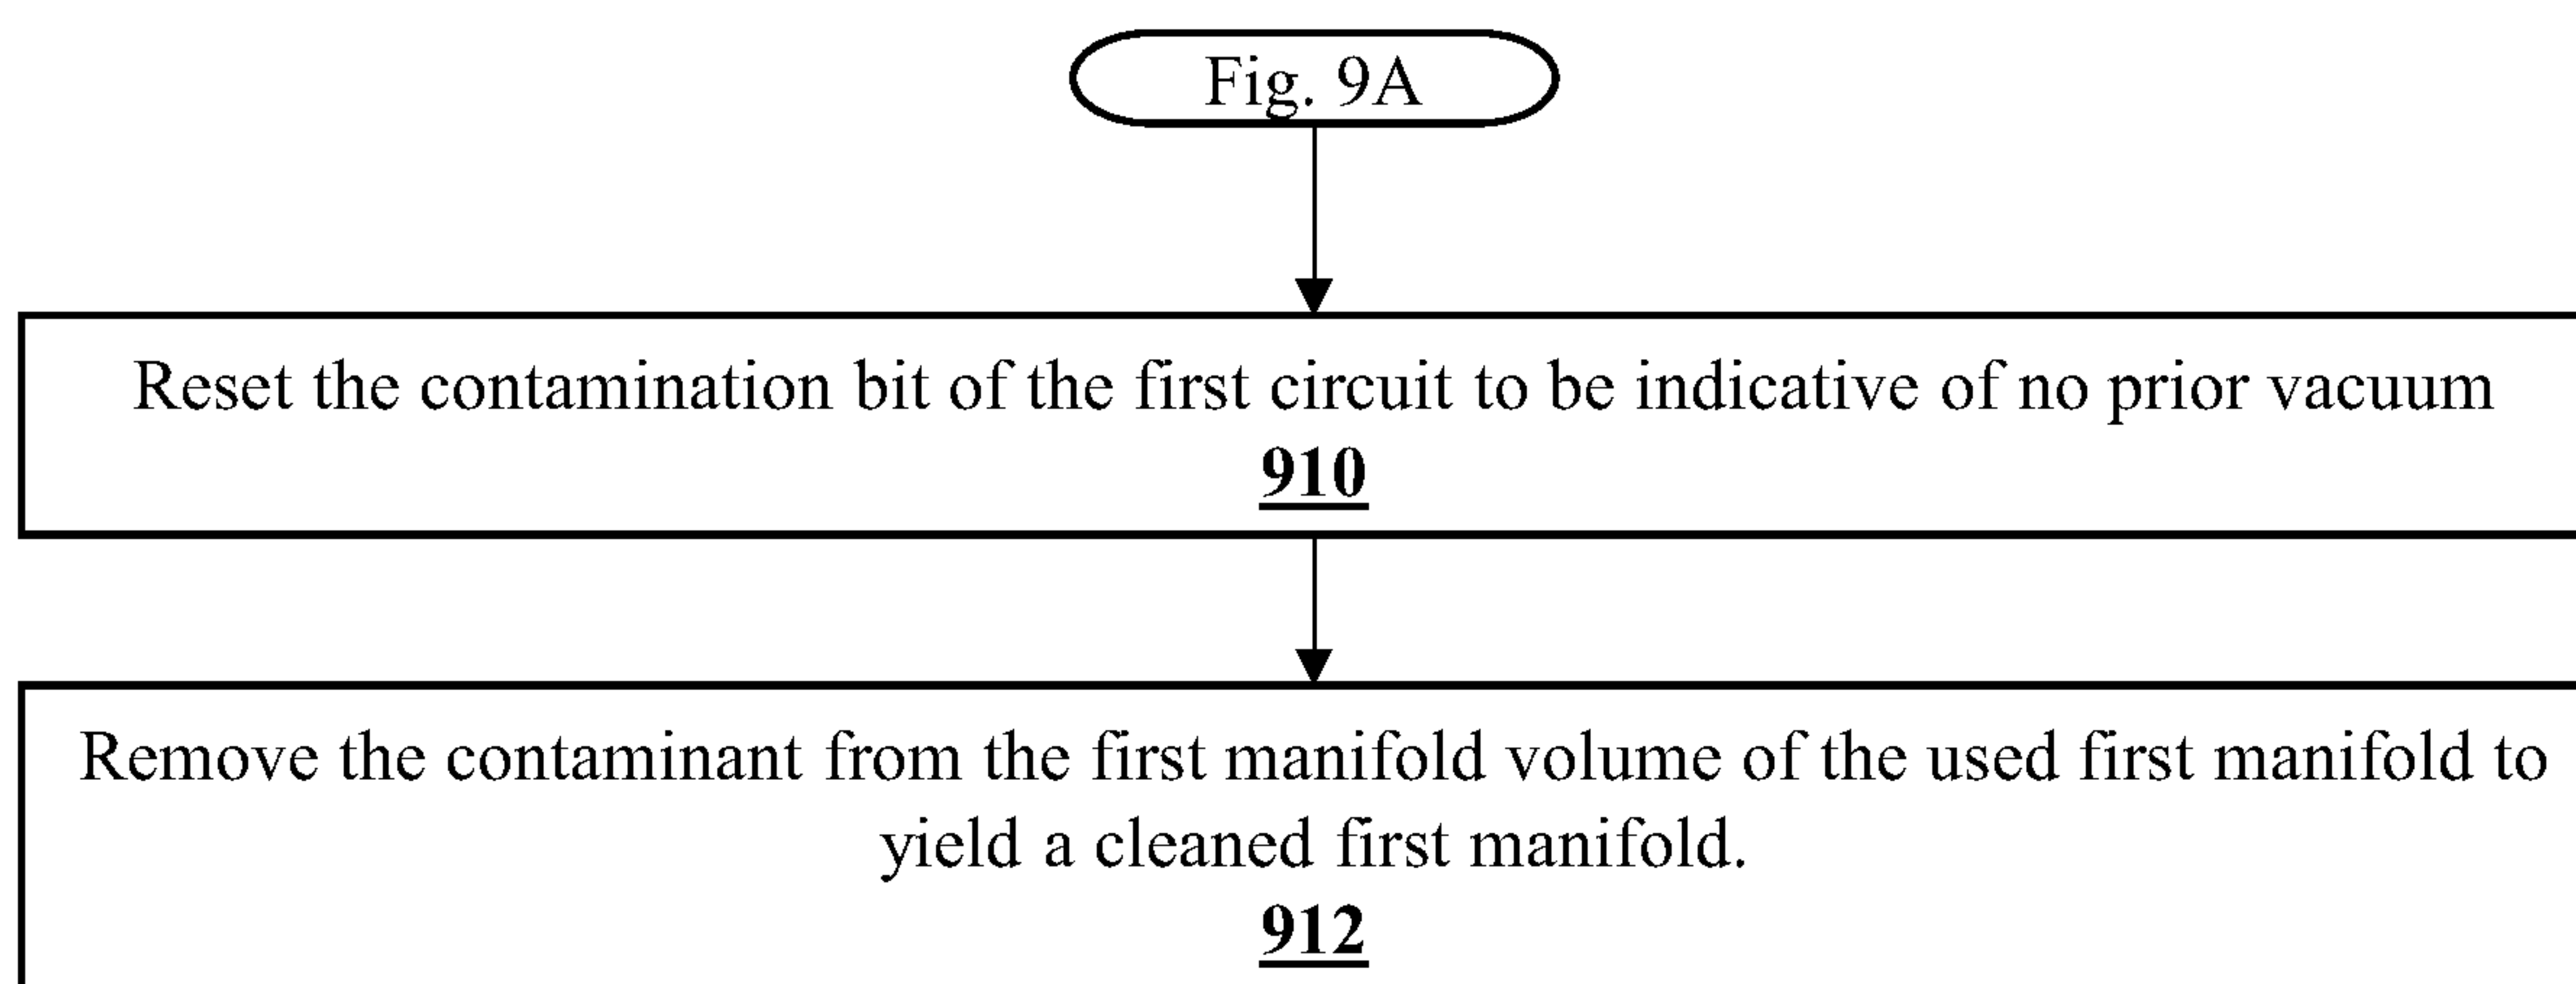 Fig. 9A
Reset the contamination bit of the first circuit to be indicative of no prior vacuum
910
Remove the contaminant from the first manifold volume of the used first manifold to
yield a cleaned first manifold.
912